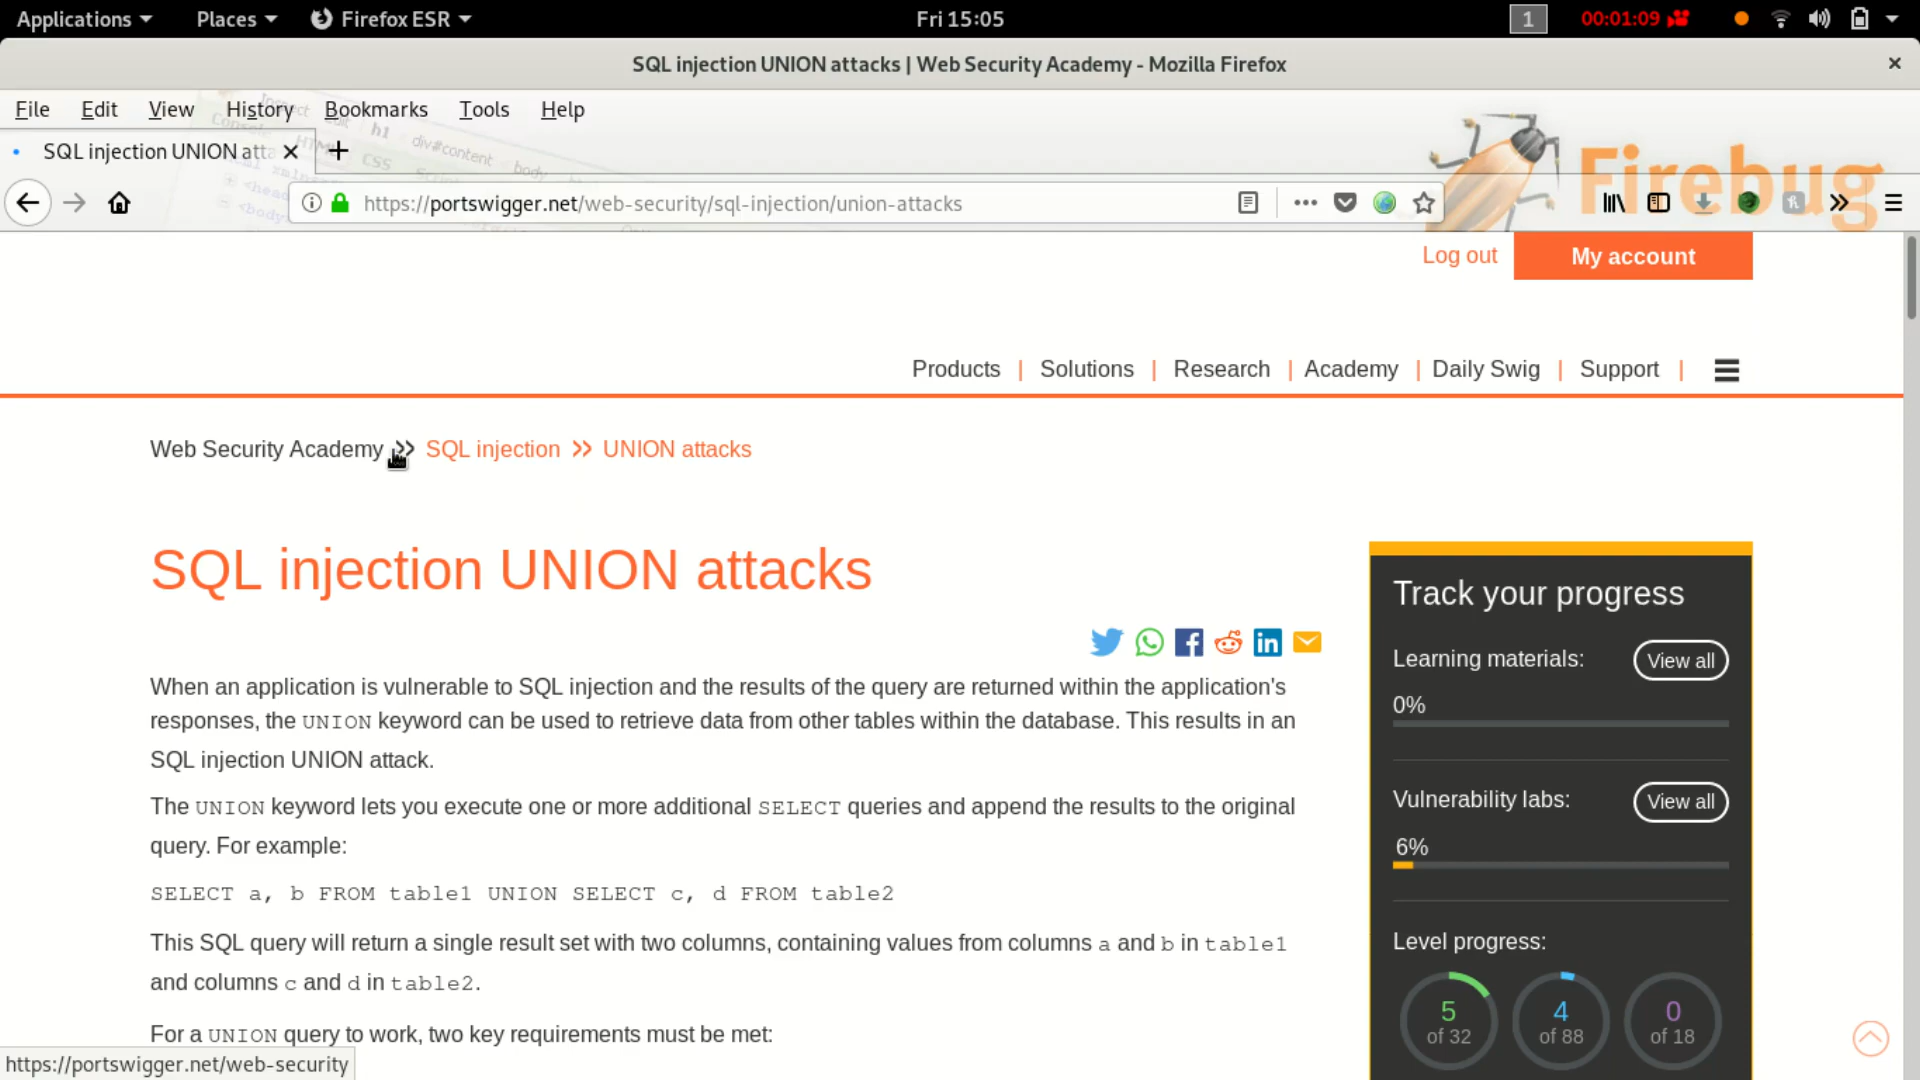 Applications Places Firefox ESR Fri 15:05 1 00:01:09
SQL injection UNION attacks | Web Security Academy - Mozilla Firefox
File Edit View History Bookmarks Tools Help
SQL injection UNION atta
https://portswigger.net/web-security/sql-injection/union-attacks
Firebug
Log out My account
Products | Solutions | Research | Academy | Daily Swig | Support |
Web Security Academy >> SQL injection >> UNION attacks
SQL injection UNION attacks
When an application is vulnerable to SQL injection and the results of the query are returned within the application's
responses, the UNION keyword can be used to retrieve data from other tables within the database. This results in an
SQL injection UNION attack.
The UNION keyword lets you execute one or more additional SELECT queries and append the results to the original
query. For example:
SELECT a, b FROM table1 UNION SELECT c, d FROM table2
This SQL query will return a single result set with two columns, containing values from columns a and b in table1
and columns c and d in table2.
For a UNION query to work, two key requirements must be met:
Track your progress
Learning materials: View all
0%
Vulnerability labs: View all
6%
Level progress:
5 4 0
of 32 of 88 of 18
https://portswigger.net/web-security